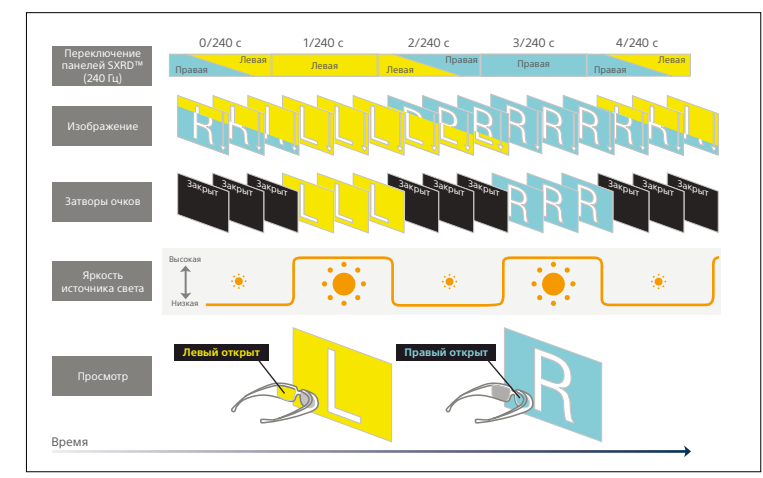 0/240 с 1/240 с 2/240 с 3/240 с 4/240 с
Переключение
панелей SXRD™
(240 Гц)
Правая Левая Левая Левая Правая Правая Правая Левая
Изображение
R R R L L L L R R R R R R R R
Затворы очков
Закрыт Закрыт Закрыт L L L Закрыт Закрыт Закрыт R R R Закрыт Закрыт Закрыт
Яркость
источника света
Высокая
Низкая
Просмотр
Левый открыт L
Правый открыт R
Время